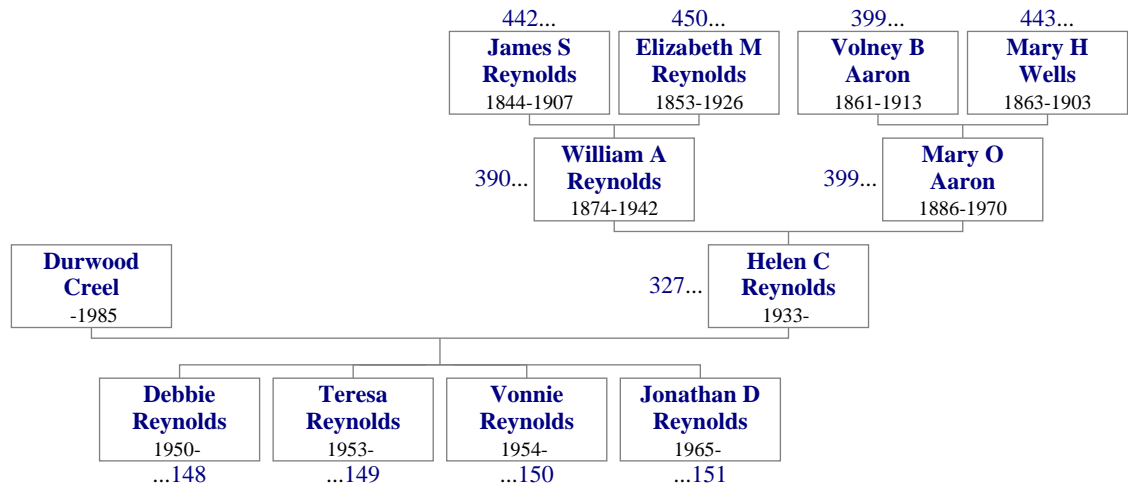 442...
450...
399...
443...
James S
Reynolds
1844-1907
Elizabeth M
Reynolds
1853-1926
Volney B
Aaron
1861-1913
Mary H
Wells
1863-1903
390...
William A
Reynolds
1874-1942
399...
Mary O
Aaron
1886-1970
Durwood
Creel
-1985
327...
Helen C
Reynolds
1933-
Debbie
Reynolds
1950-
...148
Teresa
Reynolds
1953-
...149
Vonnie
Reynolds
1954-
...150
Jonathan D
Reynolds
1965-
...151